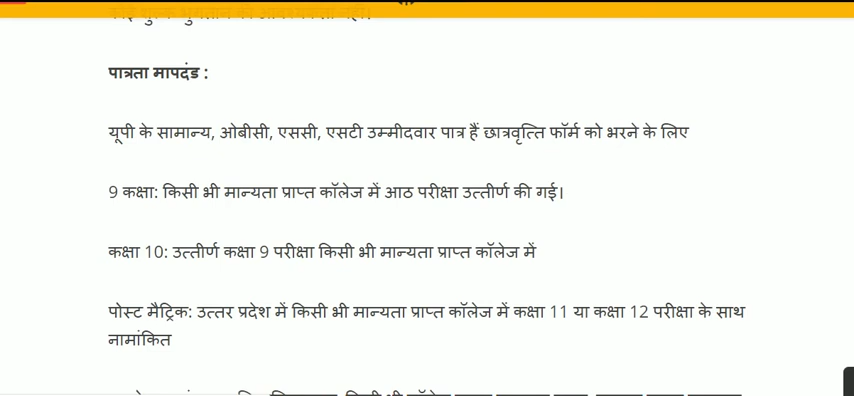 पात्रता मापदंड :
यूपी के सामान्य, ओबीसी, एससी, एसटी उम्मीदवार पात्र हैं छात्रवृत्ति फॉर्म को भरने के लिए
9 कक्षा: किसी भी मान्यता प्राप्त कॉलेज में आठ परीक्षा उत्तीर्ण की गई।
कक्षा 10: उत्तीर्ण कक्षा 9 परीक्षा किसी भी मान्यता प्राप्त कॉलेज में
पोस्ट मैट्रिक: उत्तर प्रदेश में किसी भी मान्यता प्राप्त कॉलेज में कक्षा 11 या कक्षा 12 परीक्षा के साथ
नामांकित